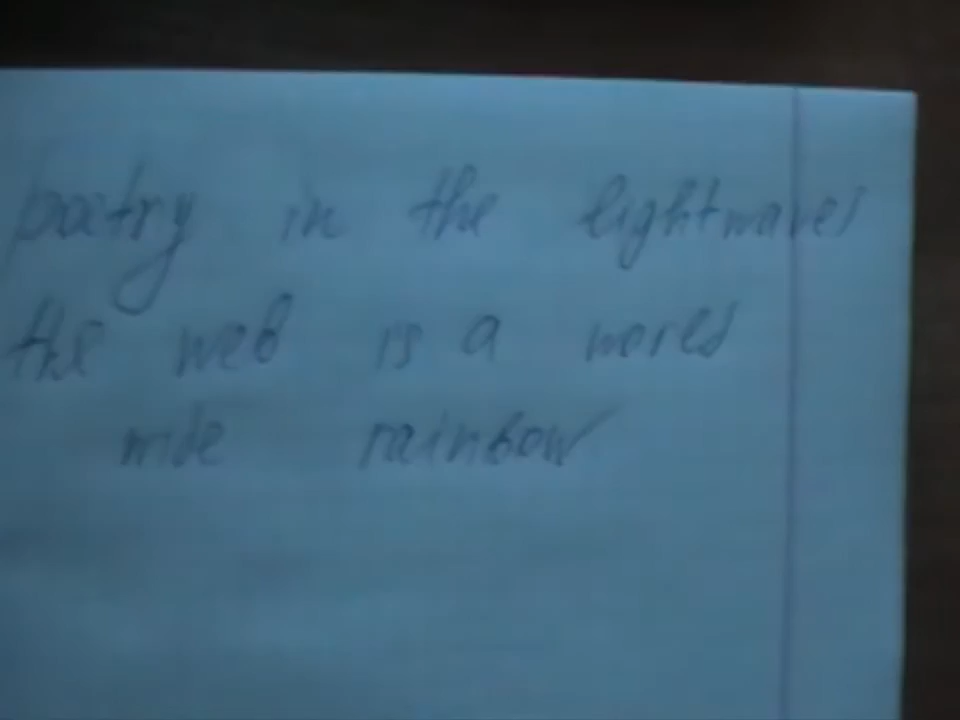 poetry in the lightwaves
the web is a world
wide rainbow